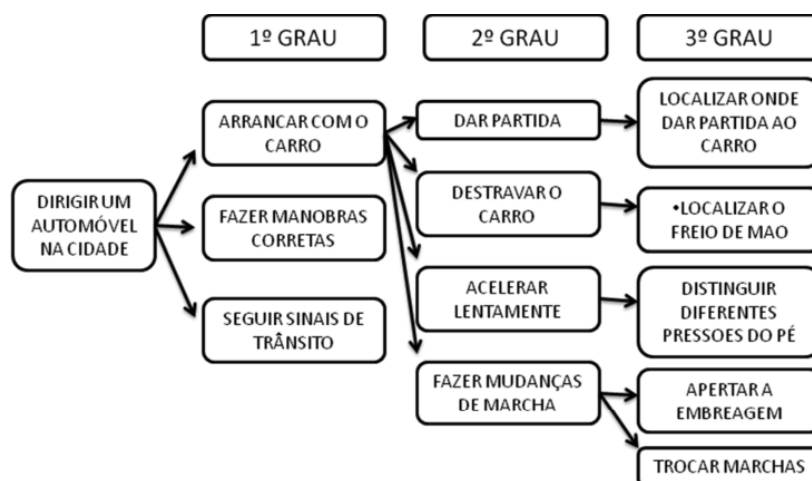 1º GRAU
2º GRAU
3º GRAU
DIRIGIR UM
AUTOMÓVEL
NA CIDADE
ARRANCAR COM O
CARRO
FAZER MANOBRAS
CORRETAS
SEGUIR SINAIS DE
TRÂNSITO
DAR PARTIDA
DESTRAVAR O
CARRO
ACELERAR
LENTAMENTE
FAZER MUDANÇAS
DE MARCHA
LOCALIZAR ONDE
DAR PARTIDA AO
CARRO
•LOCALIZAR O
FREIO DE MAO
DISTINGUIR
DIFERENTES
PRESSOES DO PÉ
APERTAR A
EMBREAGEM
TROCAR MARCHAS